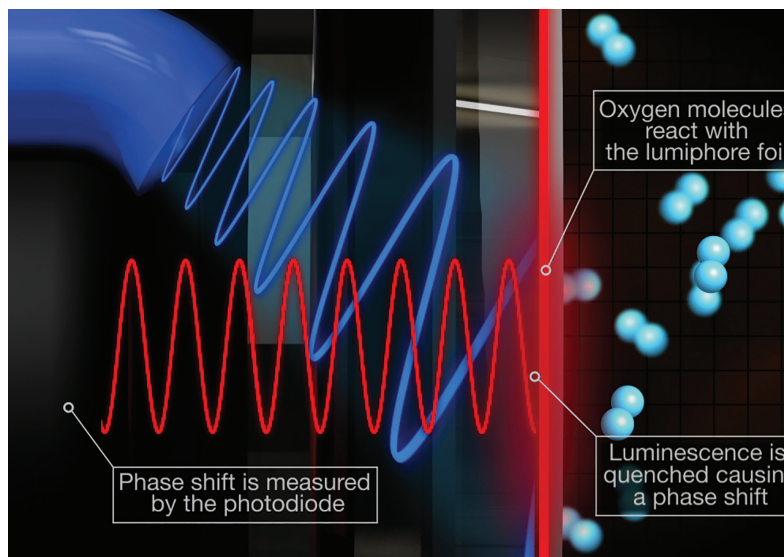 Oxygen molecule
react with
the lumiphore foi
Luminescence is
quenched causin
a phase shift
Phase shift is measured
by the photodiode